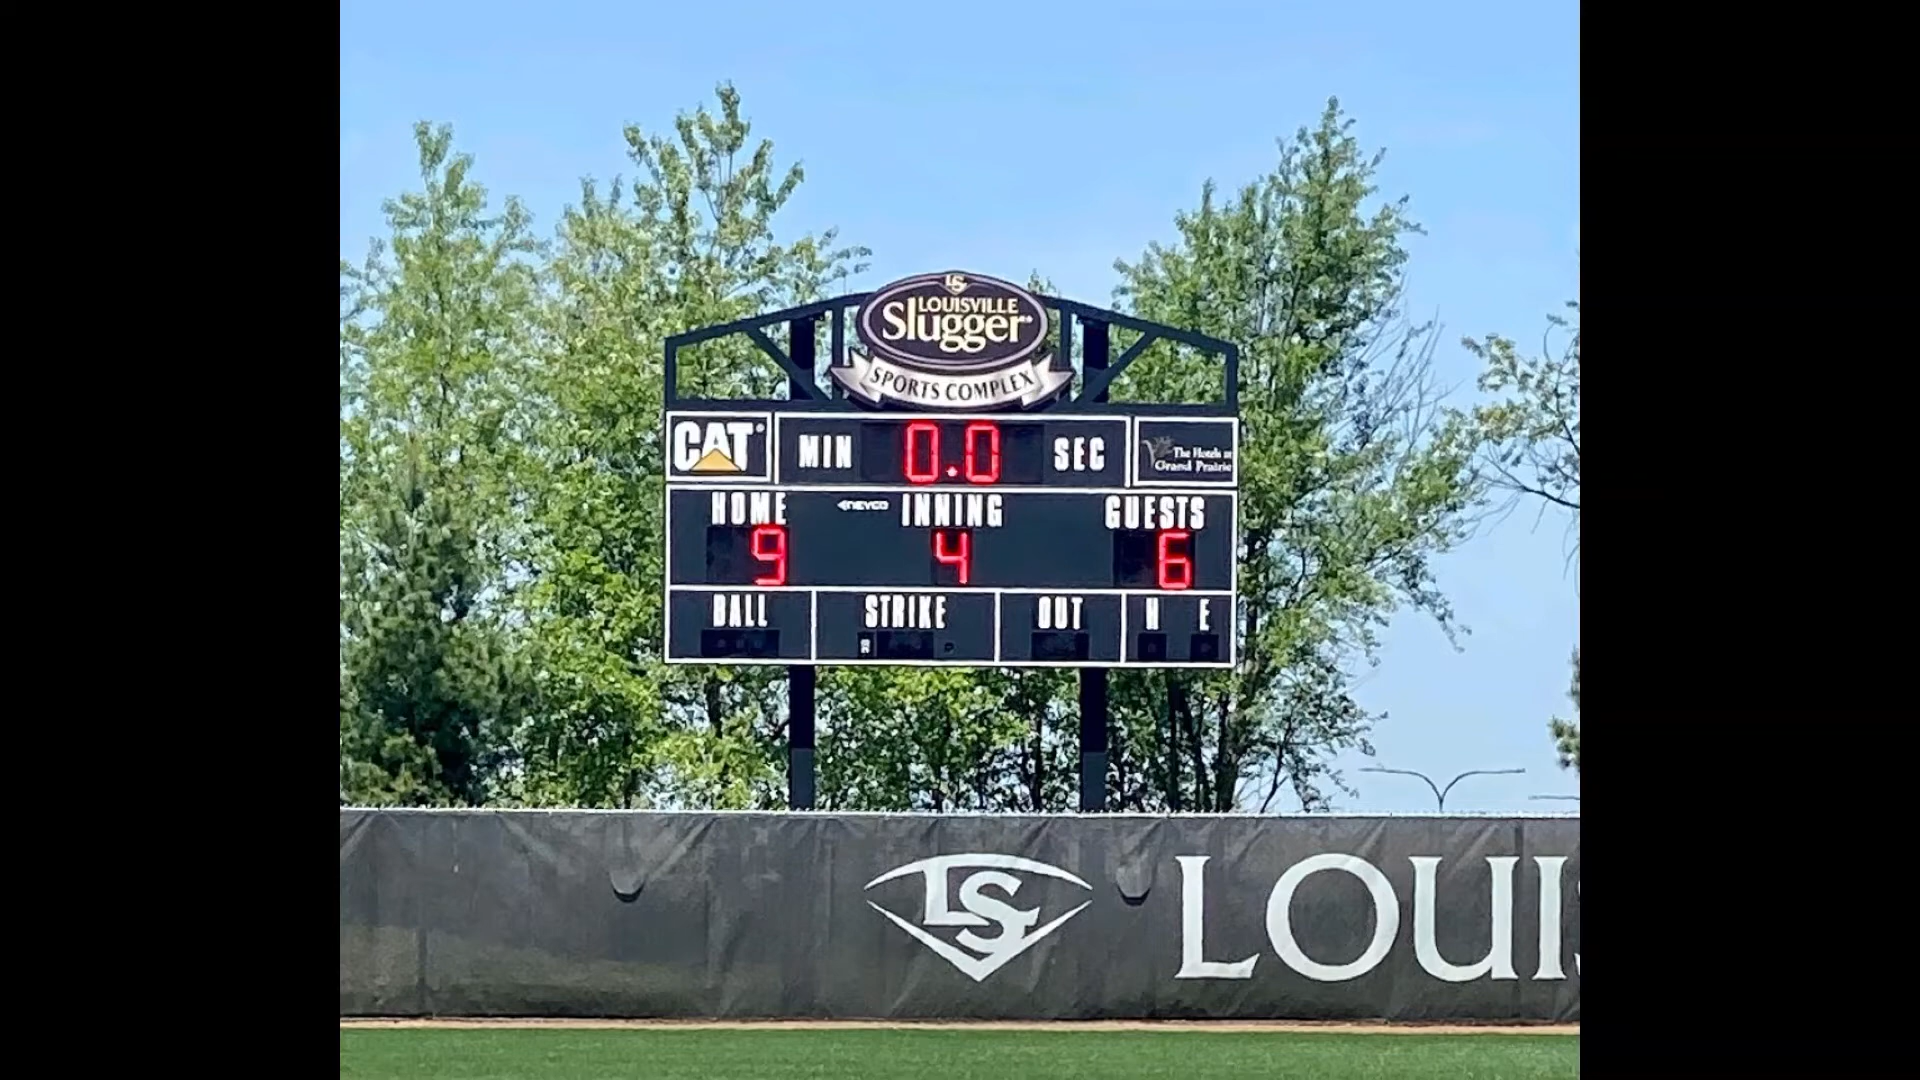 LS
LOUISVILLE
Slugger
SPORTS COMPLEX
CAT
MIN 0.0 SEC
The Hotels at
Grand Prairie
HOME NEVCO INNING GUESTS
9 4 6
BALL STRIKE OUT H E
LS LOUI